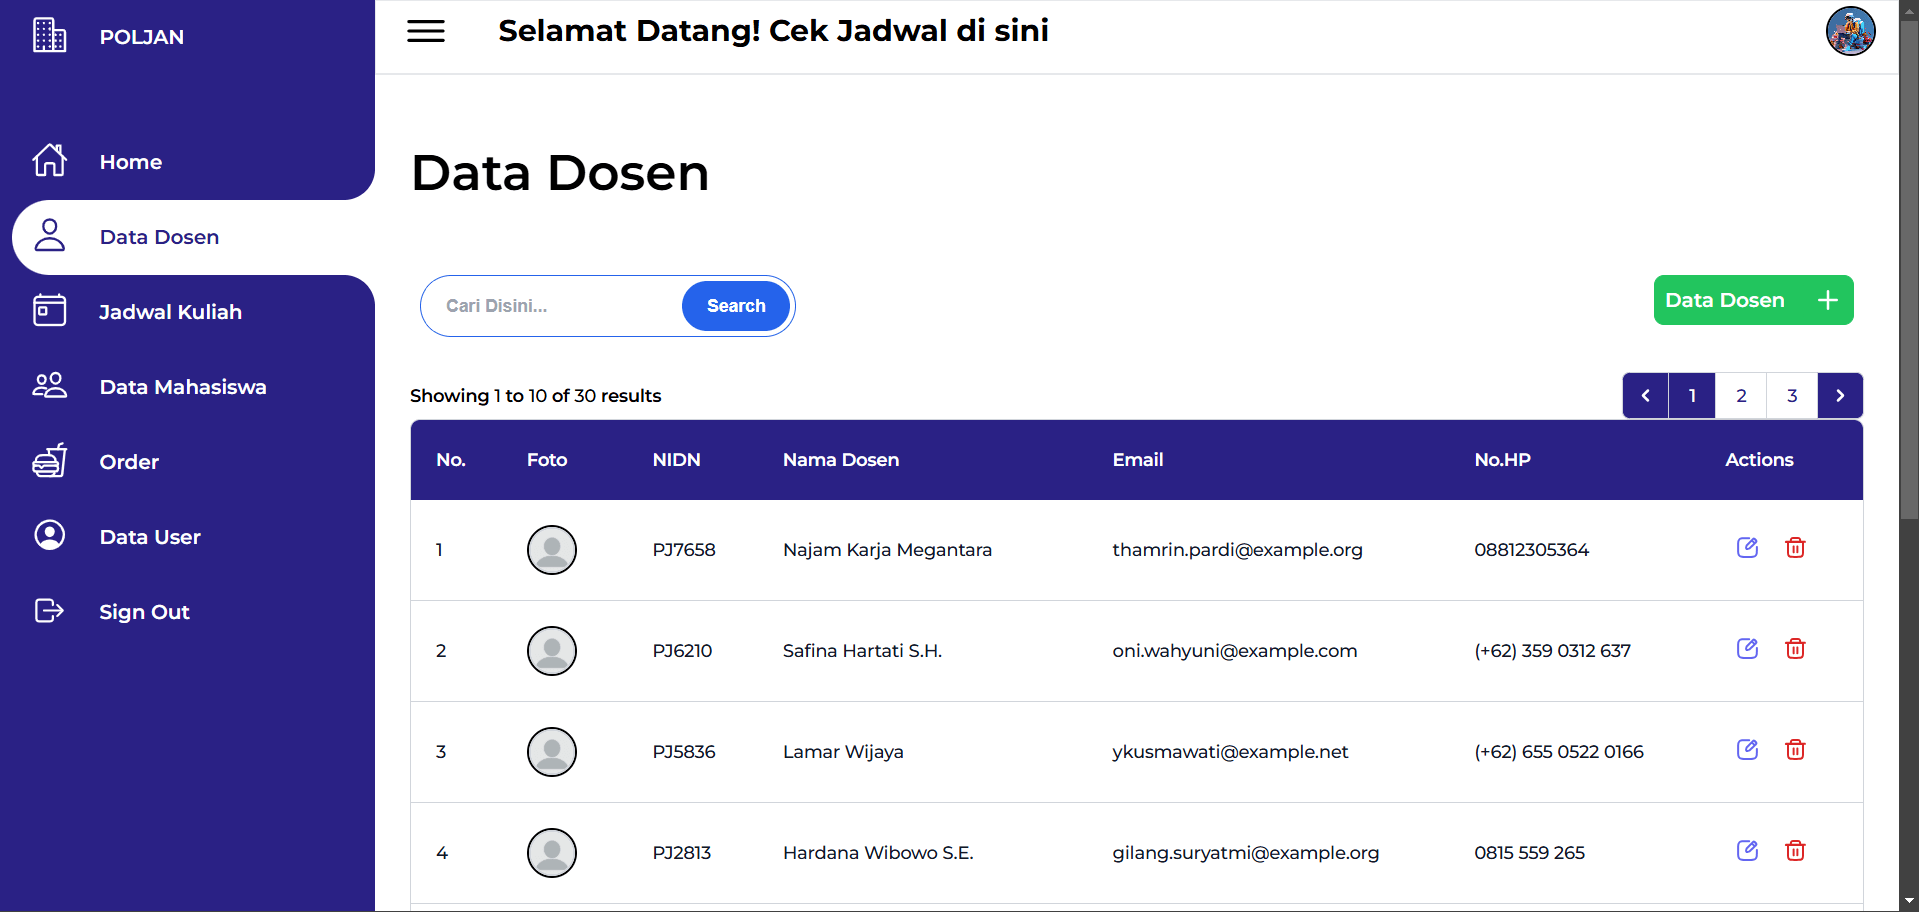 POLJAN
Selamat Datang! Cek Jadwal di sini
Home
Data Dosen
Jadwal Kuliah
Data Mahasiswa
Order
Data User
Sign Out
Data Dosen
Cari Disini...
Search
Data Dosen +
Showing 1 to 10 of 30 results
1 2 3
No. Foto NIDN Nama Dosen Email No.HP Actions
1 PJ7658 Najam Karja Megantara thamrin.pardi@example.org 08812305364
2 PJ6210 Safina Hartati S.H. oni.wahyuni@example.com (+62) 359 0312 637
3 PJ5836 Lamar Wijaya ykusmawati@example.net (+62) 655 0522 0166
4 PJ2813 Hardana Wibowo S.E. gilang.suryatmi@example.org 0815 559 265